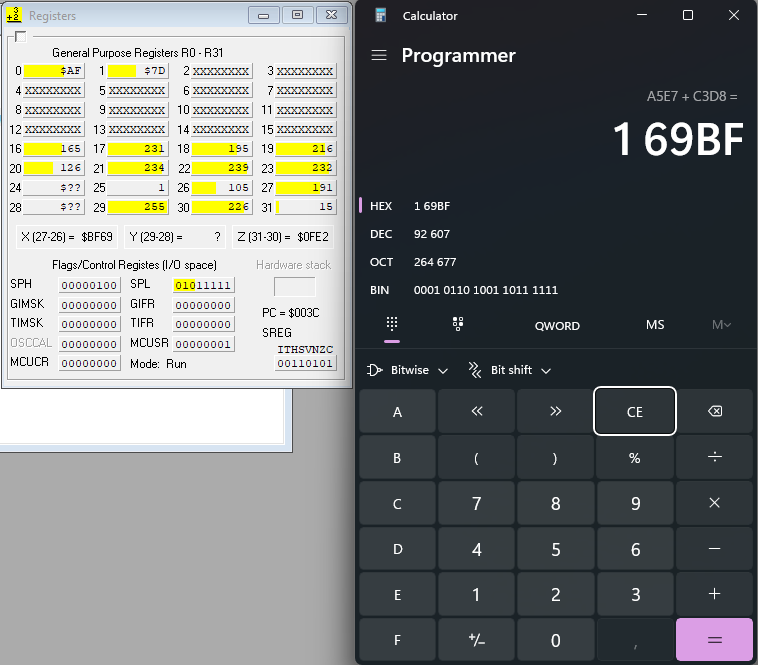 Registers
General Purpose Registers R0 - R31
0 $AF 1 $7D 2 XXXXXXXX 3 XXXXXXXX
4 XXXXXXXX 5 XXXXXXXX 6 XXXXXXXX 7 XXXXXXXX
8 XXXXXXXX 9 XXXXXXXX 10 XXXXXXXX 11 XXXXXXXX
12 XXXXXXXX 13 XXXXXXXX 14 XXXXXXXX 15 XXXXXXXX
16 165 17 231 18 195 19 216
20 126 21 234 22 239 23 232
24 $?? 25 1 26 105 27 191
28 $?? 29 255 30 226 31 15
X (27-26) = $BF69 Y (29-28) = ? Z (31-30) = $0FE2
Flags/Control Registes (I/O space) Hardware stack
SPH 00000100 SPL 01011111
GIMSK 00000000 GIFR 00000000
PC = $003C
TIMSK 00000000 TIFR 00000000
SREG
OSCCAL 00000000 MCUSR 00000001
ITHSVNZC
MCUCR 00000000 Mode: Run 00110101
Calculator
Programmer
A5E7 + C3D8 =
1 69BF
HEX 1 69BF
DEC 92 607
OCT 264 677
BIN 0001 0110 1001 1011 1111
QWORD MS M
Bitwise Bit shift
A « » CE
B ( ) % ÷
C 7 8 9 ×
D 4 5 6 −
E 1 2 3 +
F +/− 0 , =